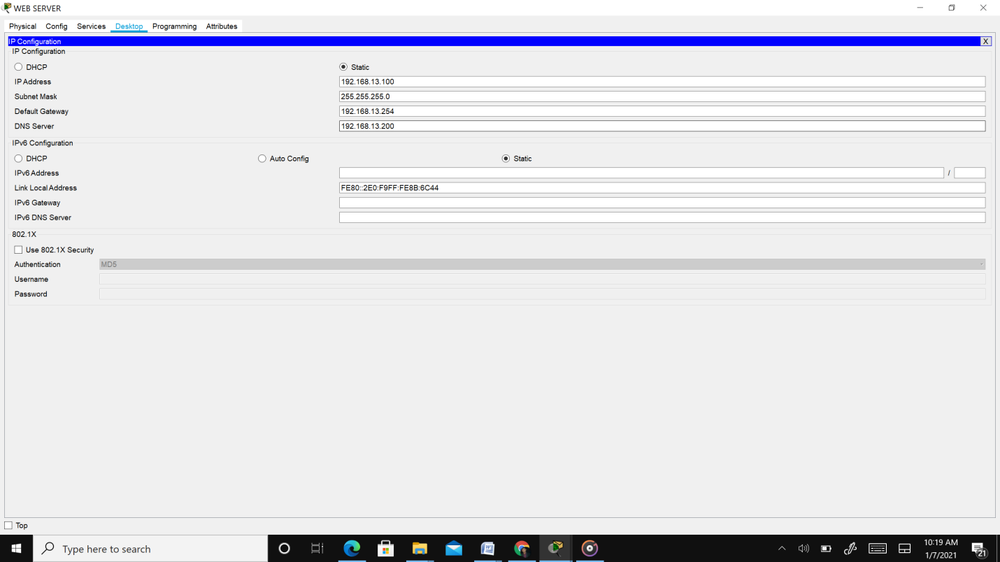 WEB SERVER
Physical Config Services Desktop Programming Attributes
IP Configuration X
IP Configuration
DHCP Static
IP Address 192.168.13.100
Subnet Mask 255.255.255.0
Default Gateway 192.168.13.254
DNS Server 192.168.13.200
IPv6 Configuration
DHCP Auto Config Static
IPv6 Address /
Link Local Address FE80::2E0:F9FF:FE8B:6C44
IPv6 Gateway
IPv6 DNS Server
802.1X
Use 802.1X Security
Authentication MD5
Username
Password
Top
Type here to search
10:19 AM
1/7/2021
21